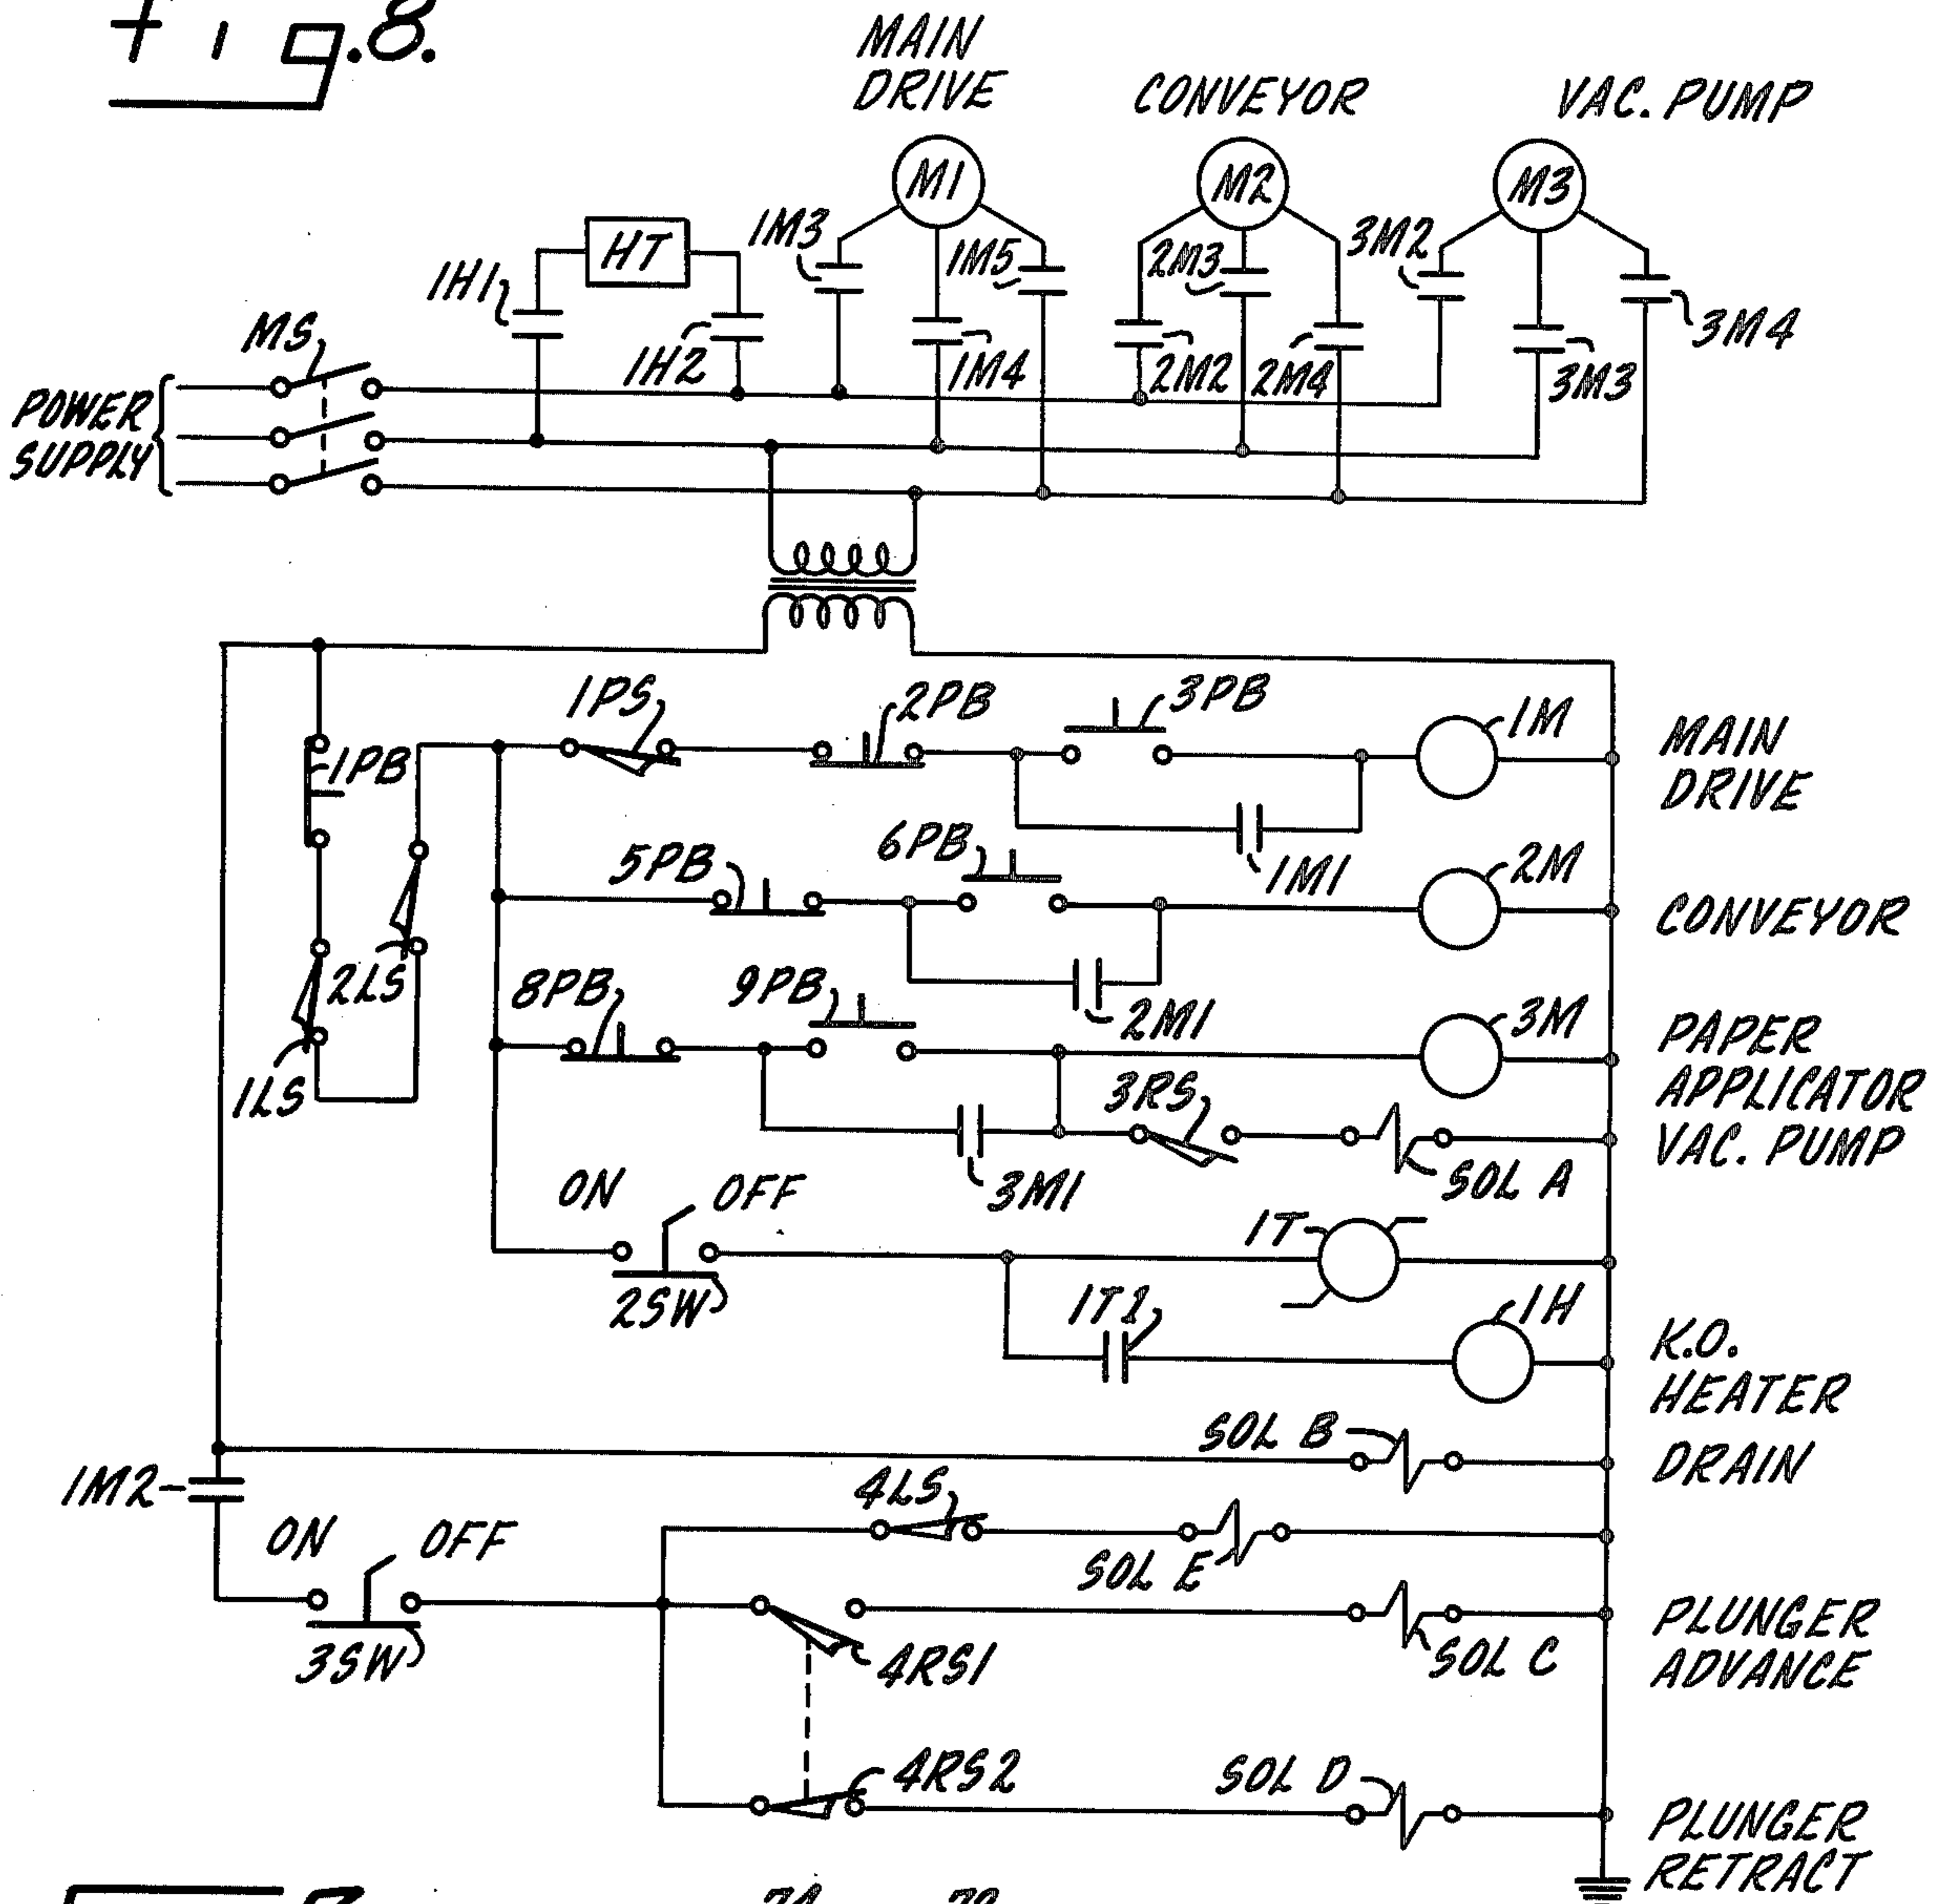 Fig.8.
MAIN
DRIVE
CONVEYOR
VAC. PUMP
M1
M2
M3
1M3
1M5
2M3
3M2
HT
1H1
3M4
MS
1H2
1M4
2M2
2M4
3M3
POWER
SUPPLY
1PS
2PB
3PB
1M
MAIN
DRIVE
1PB
5PB
6PB
1M1
2M
CONVEYOR
2LS
8PB
9PB
2M1
3M
PAPER
APPLICATOR
VAC. PUMP
1LS
3RS
3M1
SOL A
ON
OFF
1T
2SW
1T1
1H
K.O.
HEATER
SOL B
DRAIN
1M2
4LS
ON
OFF
SOL E
3SW
4RS1
SOL C
PLUNGER
ADVANCE
4RS2
SOL D
PLUNGER
RETRACT